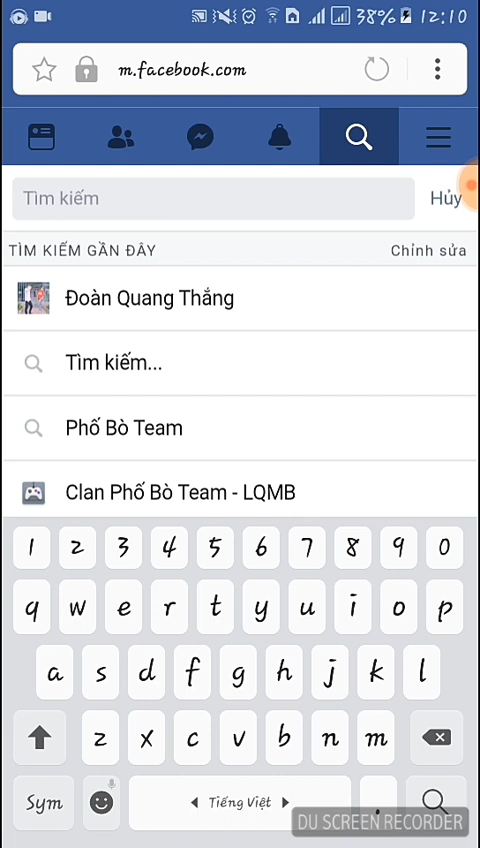 38% 12:10
m.facebook.com
Tìm kiếm Hủy
TÌM KIẾM GẦN ĐÂY Chỉnh sửa
Đoàn Quang Thắng
Tìm kiếm...
Phố Bò Team
Clan Phố Bò Team - LQMB
1 2 3 4 5 6 7 8 9 0
q w e r t y u i o p
a s d f g h j k l
z x c v b n m
Sym Tiếng Việt .
DU SCREEN RECORDER